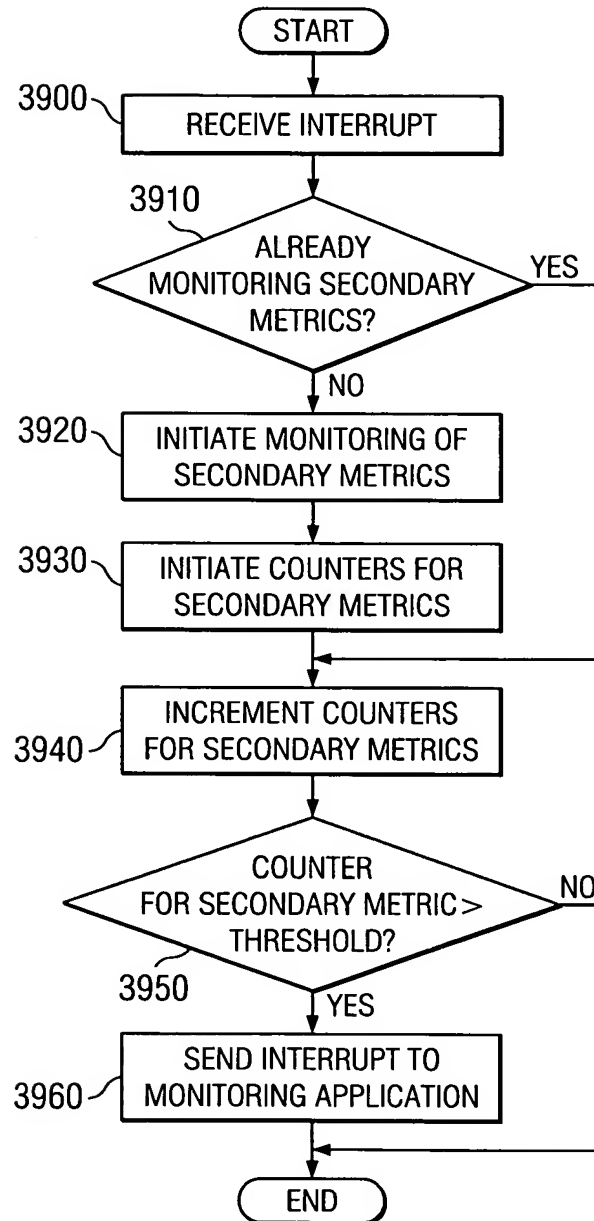 START
3900
RECEIVE INTERRUPT
3910
ALREADY
MONITORING SECONDARY
METRICS?
YES
NO
3920
INITIATE MONITORING OF
SECONDARY METRICS
3930
INITIATE COUNTERS FOR
SECONDARY METRICS
INCREMENT COUNTERS
FOR SECONDARY METRICS
3940
COUNTER
FOR SECONDARY METRIC >
THRESHOLD?
NO
3950
YES
SEND INTERRUPT TO
MONITORING APPLICATION
3960
END